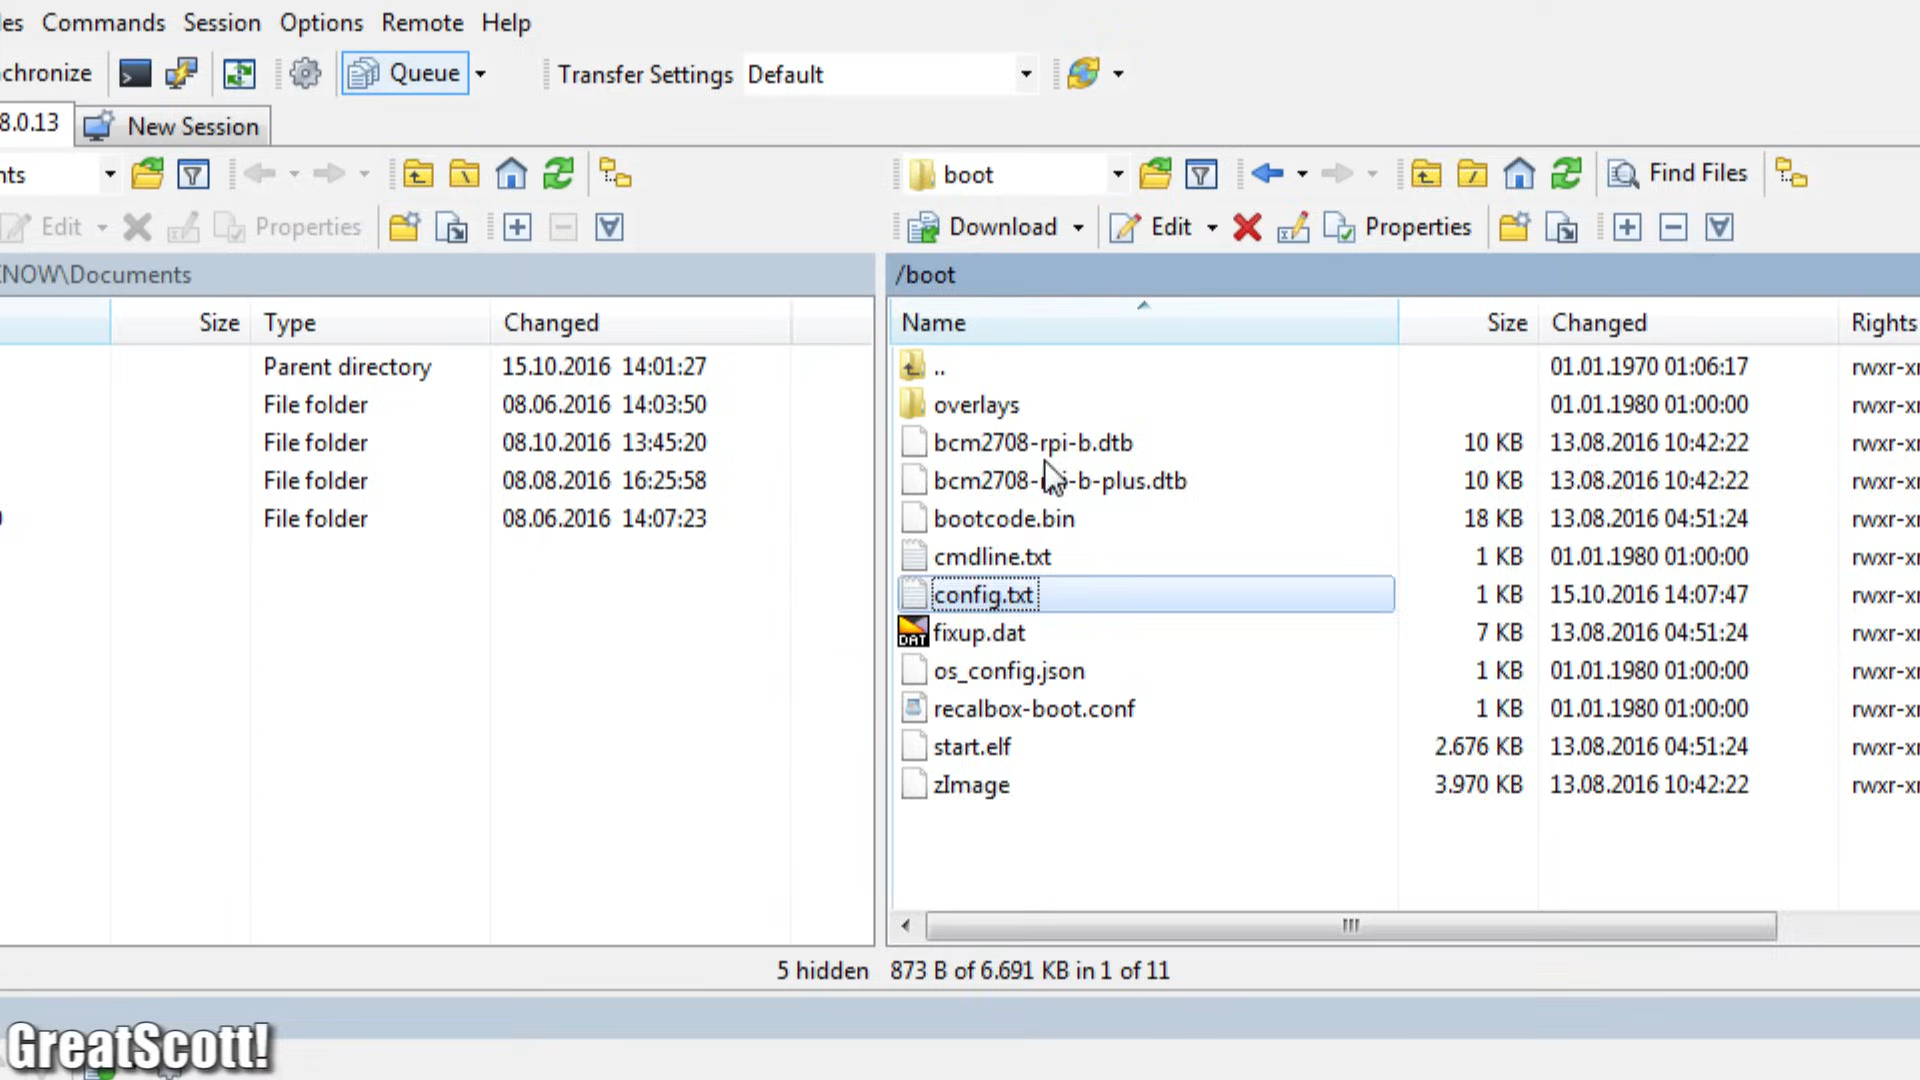 les Commands Session Options Remote Help
chronize Queue Transfer Settings Default
8.0.13 New Session
nts boot Find Files
Edit Properties Download Edit Properties
NOW\Documents /boot
Size Type Changed Name Size Changed Rights
Parent directory 15.10.2016 14:01:27 .. 01.01.1970 01:06:17 rwxr-xr
File folder 08.06.2016 14:03:50 overlays 01.01.1980 01:00:00 rwxr-xr
File folder 08.10.2016 13:45:20 bcm2708-rpi-b.dtb 10 KB 13.08.2016 10:42:22 rwxr-xr
File folder 08.08.2016 16:25:58 bcm2708-rpi-b-plus.dtb 10 KB 13.08.2016 10:42:22 rwxr-xr
File folder 08.06.2016 14:07:23 bootcode.bin 18 KB 13.08.2016 04:51:24 rwxr-xr
cmdline.txt 1 KB 01.01.1980 01:00:00 rwxr-xr
config.txt 1 KB 15.10.2016 14:07:47 rwxr-xr
DAT fixup.dat 7 KB 13.08.2016 04:51:24 rwxr-xr
os_config.json 1 KB 01.01.1980 01:00:00 rwxr-xr
recalbox-boot.conf 1 KB 01.01.1980 01:00:00 rwxr-xr
start.elf 2.676 KB 13.08.2016 04:51:24 rwxr-xr
zImage 3.970 KB 13.08.2016 10:42:22 rwxr-xr
5 hidden 873 B of 6.691 KB in 1 of 11
GreatScott!